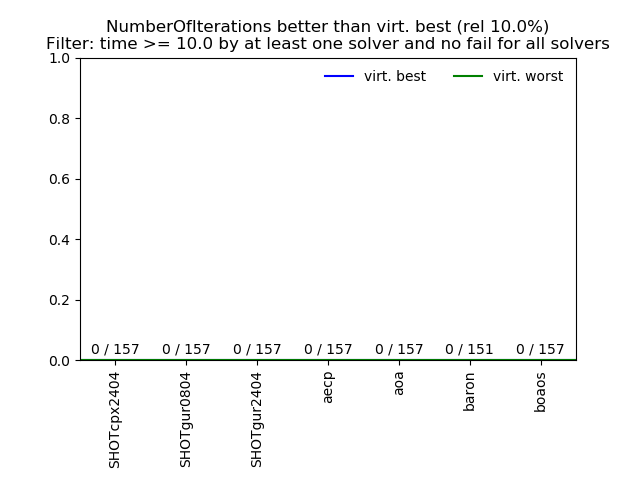 NumberOfIterations better than virt. best (rel 10.0%)
Filter: time >= 10.0 by at least one solver and no fail for all solvers
virt. best
virt. worst
1.0
0.8
0.6
0.4
0.2
0.0
0 / 157
0 / 157
0 / 157
0 / 157
0 / 157
0 / 151
0 / 157
SHOTcpx2404
SHOTgur0804
SHOTgur2404
aecp
aoa
baron
boaos